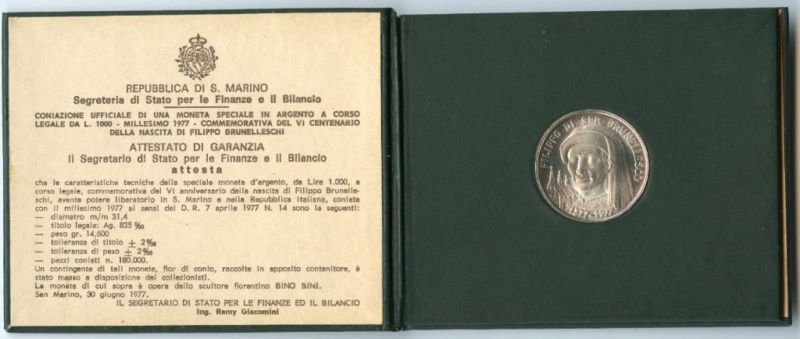 REPUBBLICA DI S. MARINO
Segreteria di Stato per le Finanze e il Bilancio
CONIAZIONE UFFICIALE DI UNA MONETA SPECIALE IN ARGENTO A CORSO
LEGALE DA L. 1000 - MILLESIMO 1977 - COMMEMORATIVA DEL VI CENTENARIO
DELLA NASCITA DI FILIPPO BRUNELLESCHI
ATTESTATO DI GARANZIA
Il Segretario di Stato per le Finanze e il Bilancio
attesta
che le caratteristiche tecniche della speciale moneta d'argento, da Lire 1.000, a
corso legale, commemorativa del VI anniversario della nascita di Filippo Brunelle-
schi, avente potere liberatorio in S. Marino e nella Repubblica Italiana, coniata
con il millesimo 1977 ai sensi del D. R. 7 aprile 1977 N. 14 sono la seguenti:
— diametro m/m 31,4
— titolo legale: Ag. 835 ‰
— peso gr. 14,600
— tolleranza di titolo ± 2‰
— tolleranza di peso ± 2‰
— pezzi coniati n. 180.000.
Un contingente di tali monete, fior di conio, raccolte in apposito contenitore, è
stato messo a disposizione dei collezionisti.
La moneta di cui sopra è opera dello scultore fiorentino BINO BINI.
San Marino, 30 giugno 1977.
IL SEGRETARIO DI STATO PER LE FINANZE ED IL BILANCIO
Ing. Remy Giacomini
FILIPPO DI SER BRUNELLESCO
1377-1977